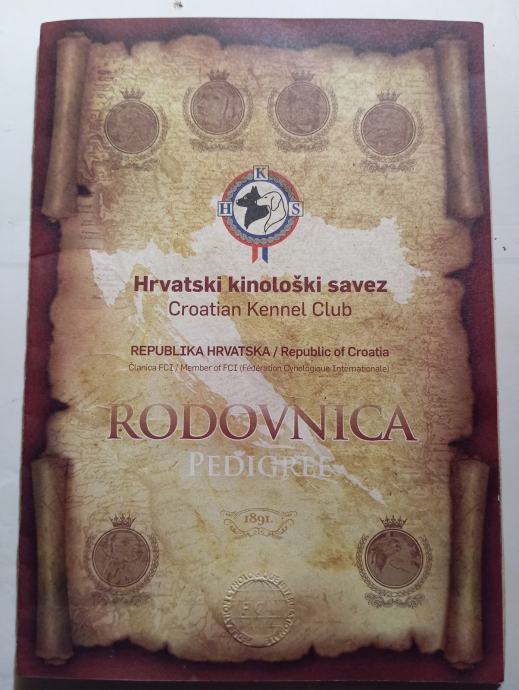 K
H S
Hrvatski kinološki savez
Croatian Kennel Club
REPUBLIKA HRVATSKA / Republic of Croatia
Članica FCI / Member of FCI (Fédération Cynologique Internationale)
RODOVNICA
PEDIGREE
1891.
FCI